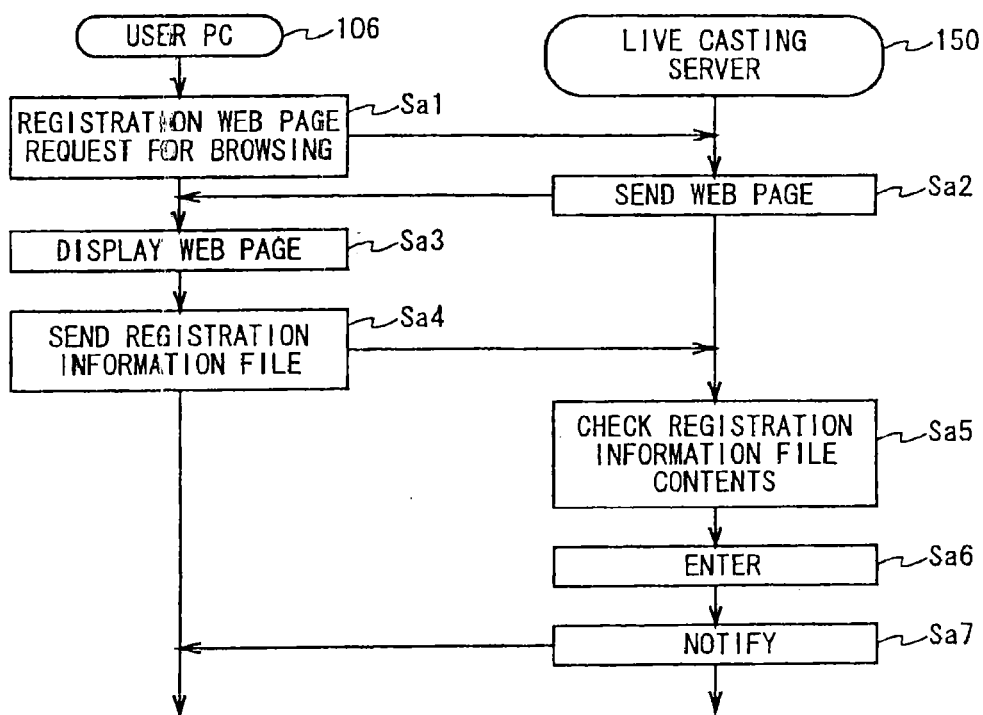 USER PC
106
LIVE CASTING
SERVER
150
REGISTRATION WEB PAGE
REQUEST FOR BROWSING
Sa1
SEND WEB PAGE
Sa2
DISPLAY WEB PAGE
Sa3
SEND REGISTRATION
INFORMATION FILE
Sa4
CHECK REGISTRATION
INFORMATION FILE
CONTENTS
Sa5
ENTER
Sa6
NOTIFY
Sa7